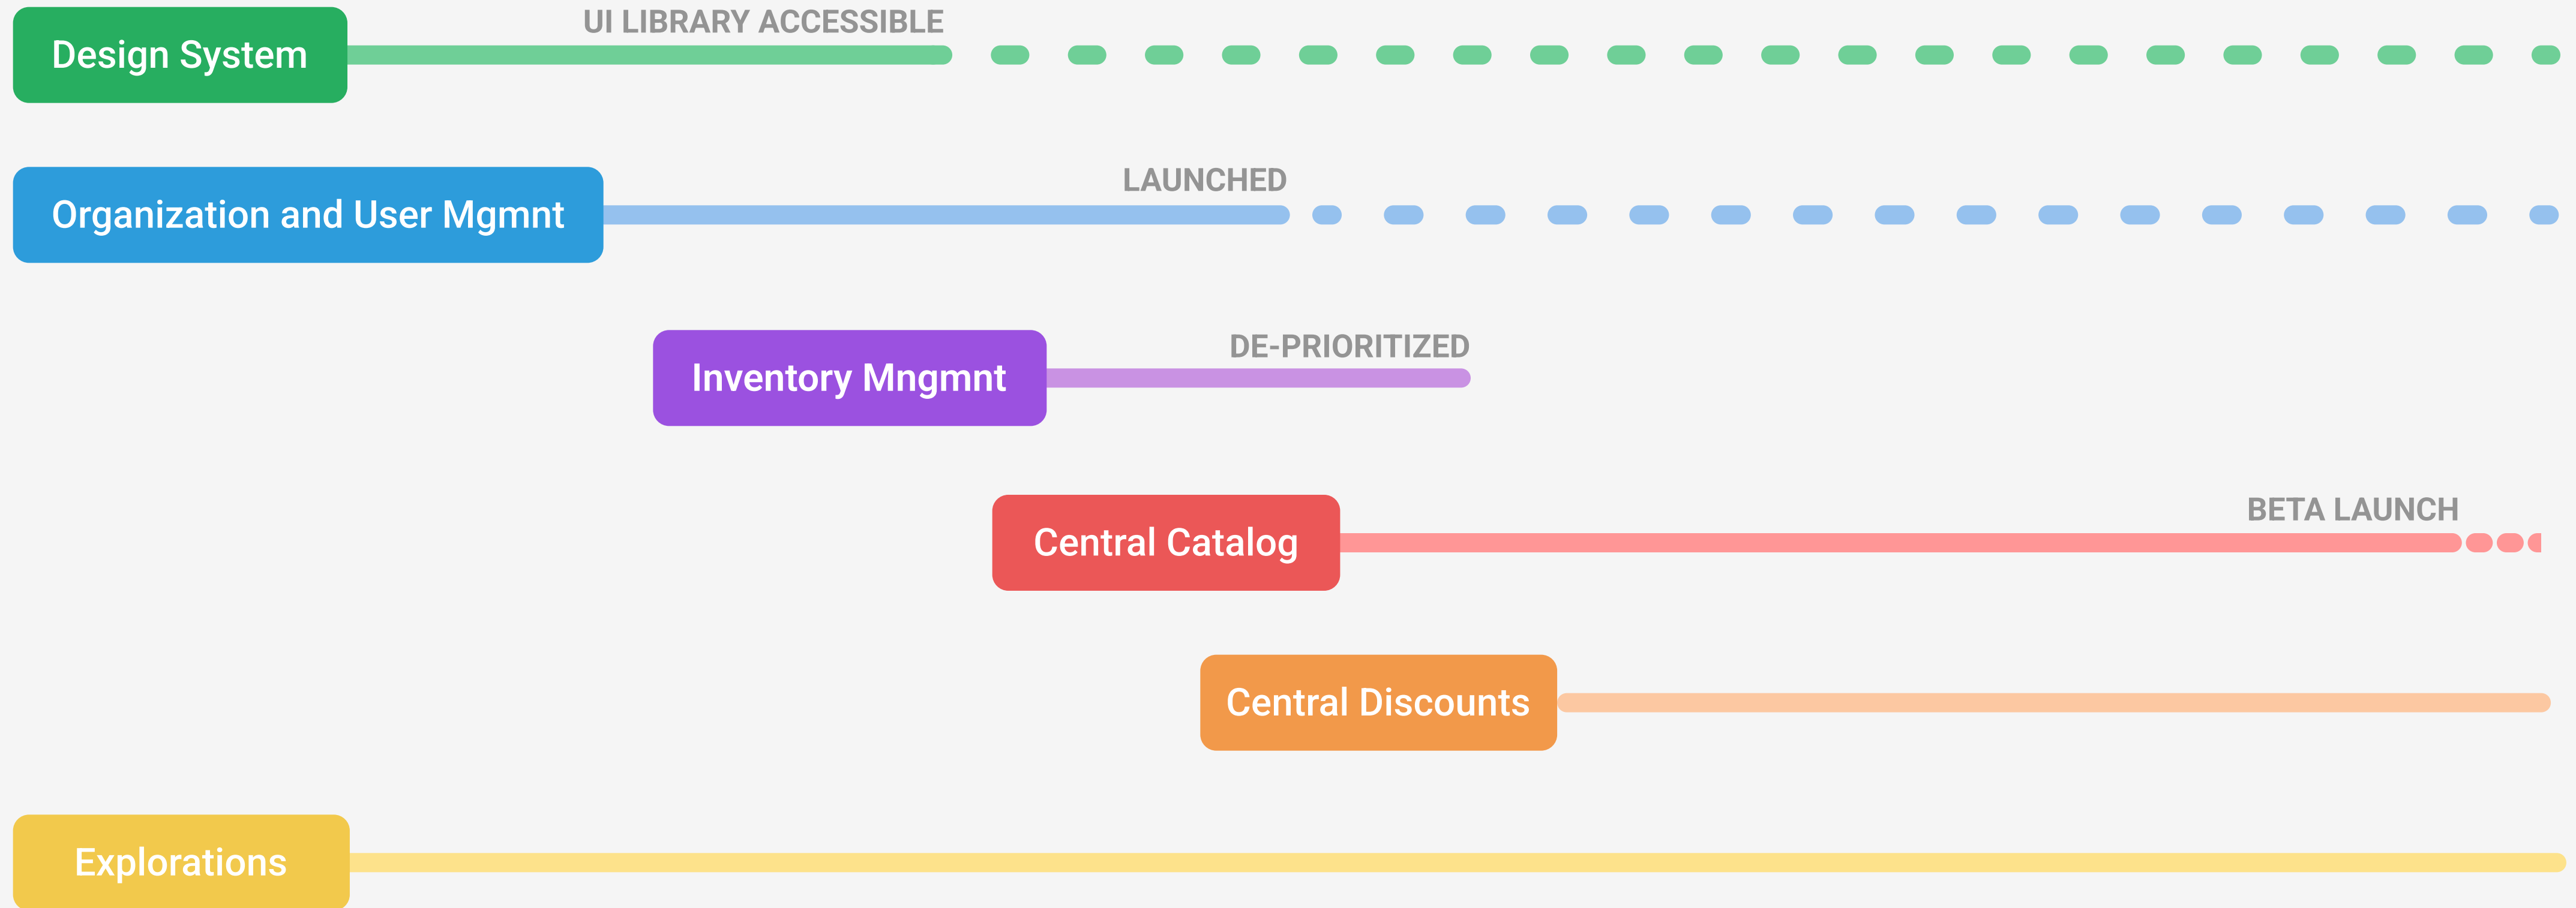 UI LIBRARY ACCESSIBLE
Design System
LAUNCHED
Organization and User Mgmnt
DE-PRIORITIZED
Inventory Mngmnt
BETA LAUNCH
Central Catalog
Central Discounts
Explorations